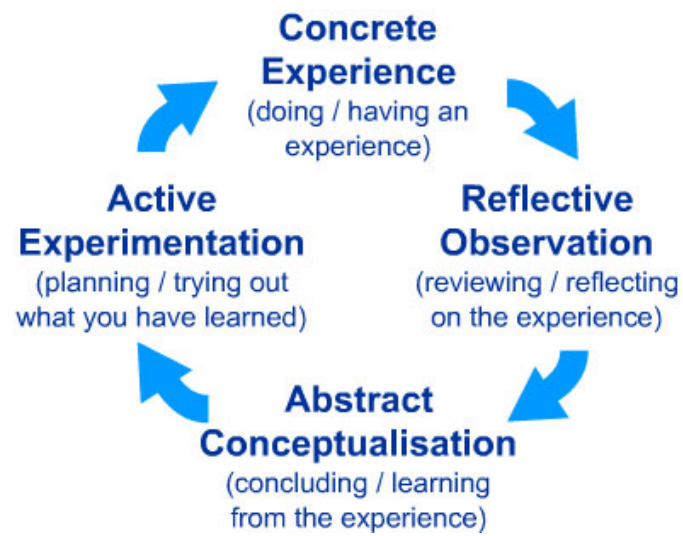 Concrete
Experience
(doing / having an
experience)
Reflective
Observation
(reviewing / reflecting
on the experience)
Abstract
Conceptualisation
(concluding / learning
from the experience)
Active
Experimentation
(planning / trying out
what you have learned)